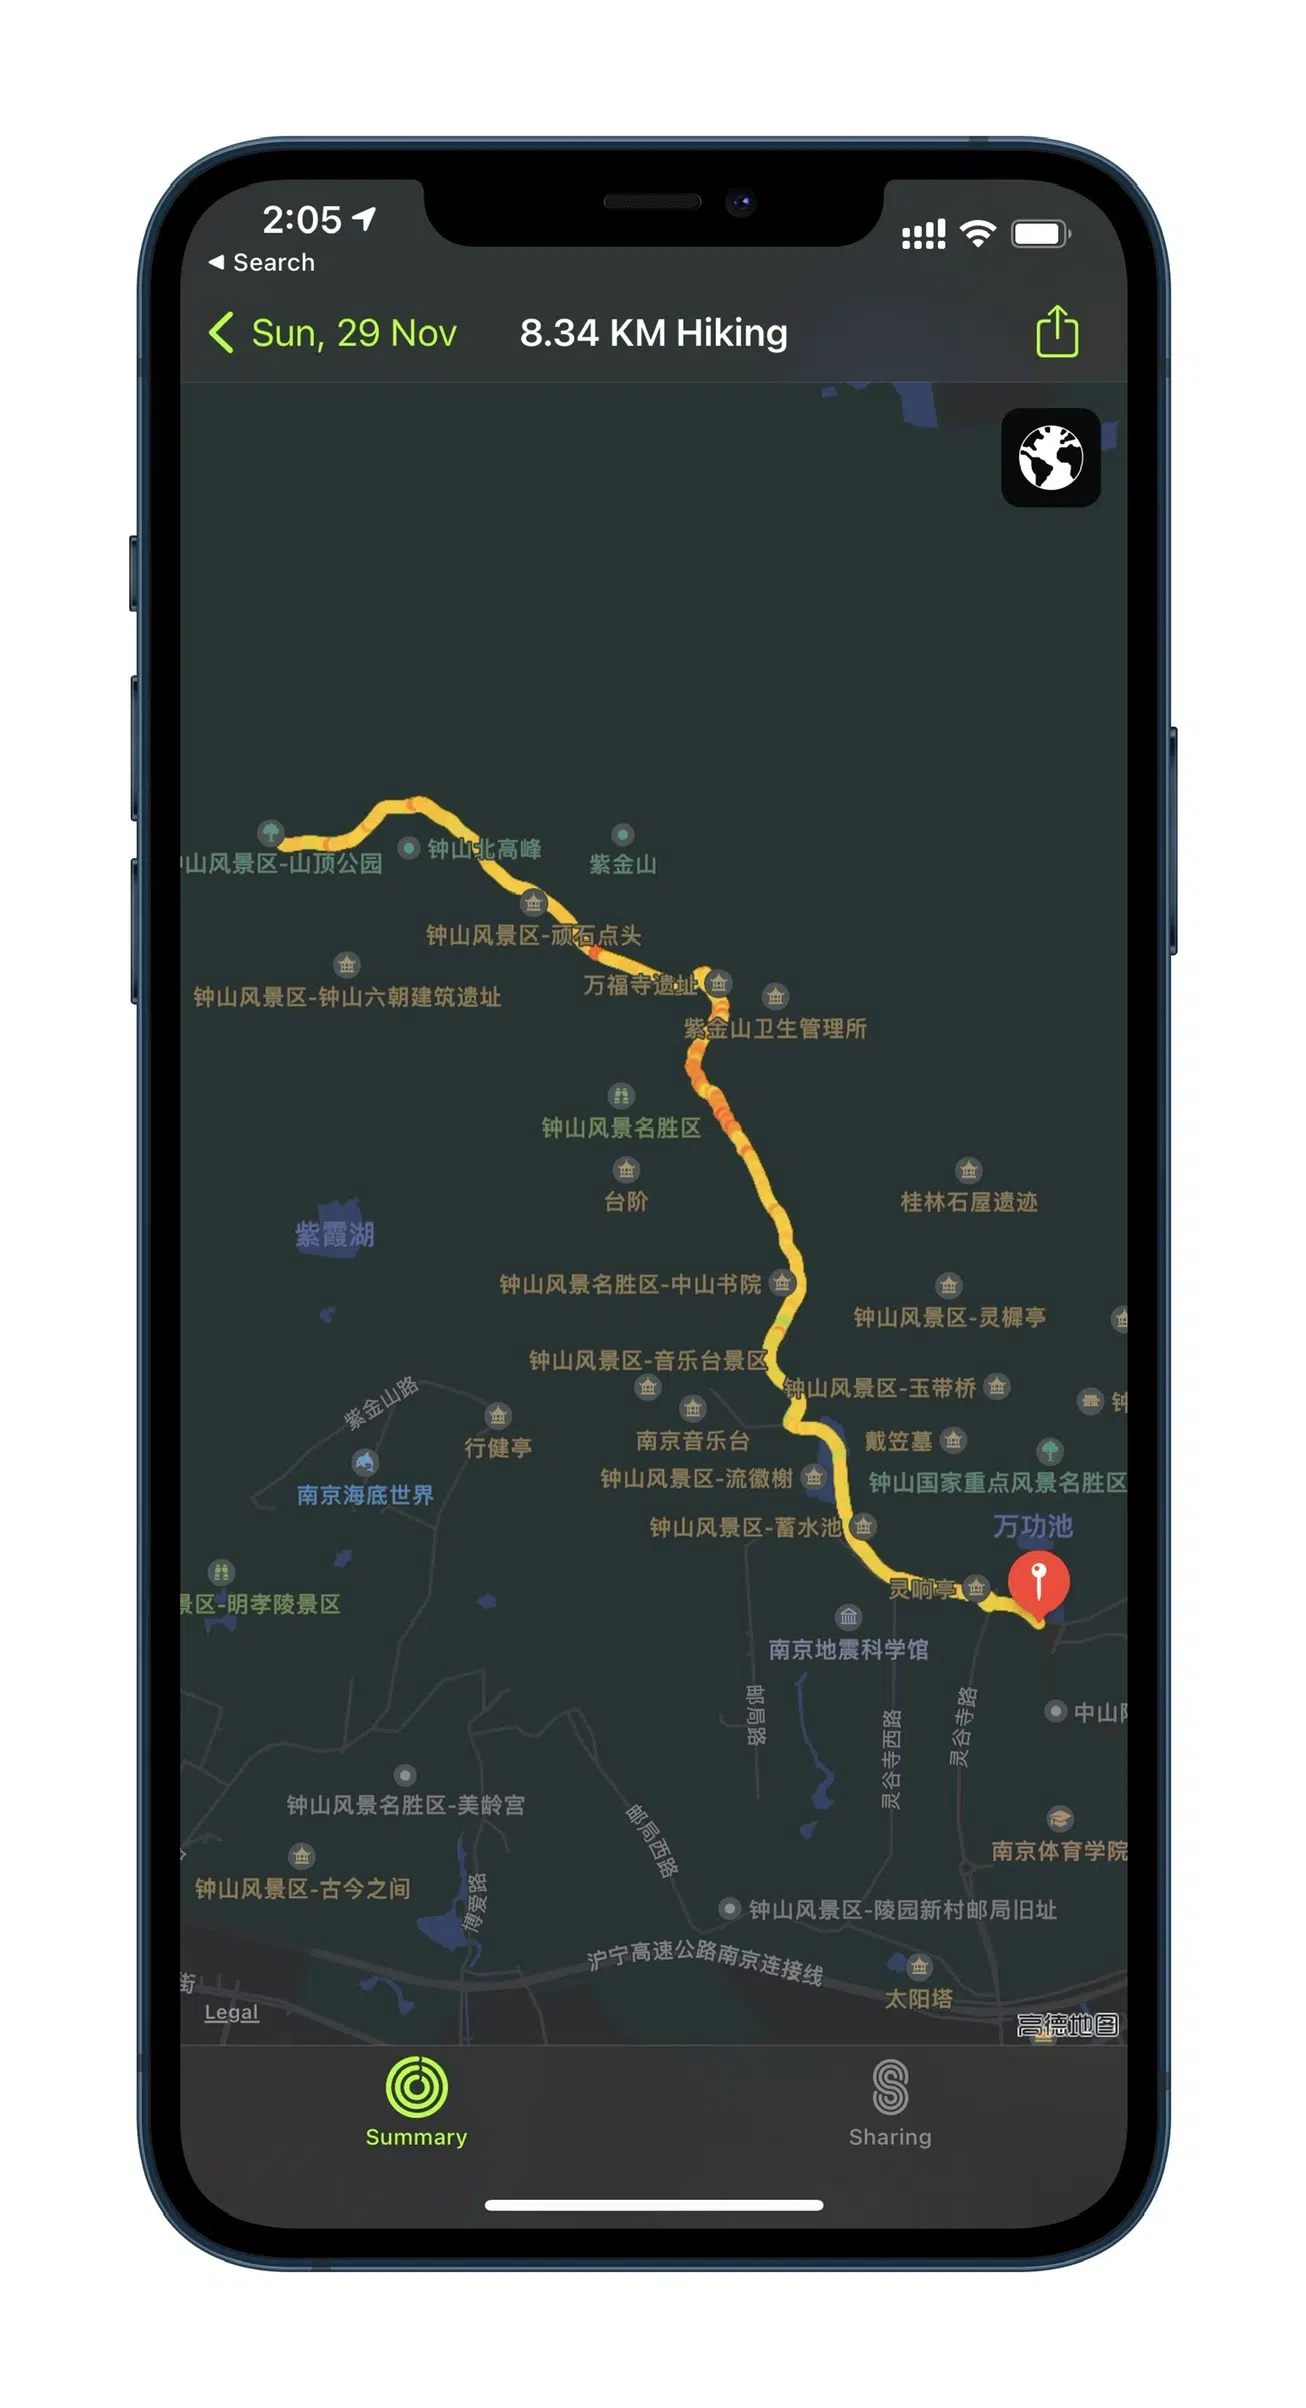 2:05
Search
Sun, 29 Nov
8.34 KM Hiking
山风景区-山顶公园
钟山北高峰
紫金山
钟山风景区-顽石点头
钟山风景区-钟山六朝建筑遗址
万福寺遗址
紫金山卫生管理所
钟山风景名胜区
台阶
桂林石屋遗迹
紫霞湖
钟山风景名胜区-中山书院
钟山风景区-灵樨亭
钟山风景区-音乐台景区
钟山风景区-玉带桥
钟
紫金山路
行健亭
南京音乐台
戴笠墓
南京海底世界
钟山风景区-流徽榭
钟山国家重点风景名胜区
钟山风景区-蓄水池
万功池
景区-明孝陵景区
灵响亭
南京地震科学馆
邮局路
灵谷寺西路
灵谷寺路
中山
钟山风景名胜区-美龄宫
邮局西路
南京体育学院
钟山风景区-古今之间
博爱路
钟山风景区-陵园新村邮局旧址
沪宁高速公路南京连接线
街
太阳塔
Legal
高德地图
Summary
Sharing